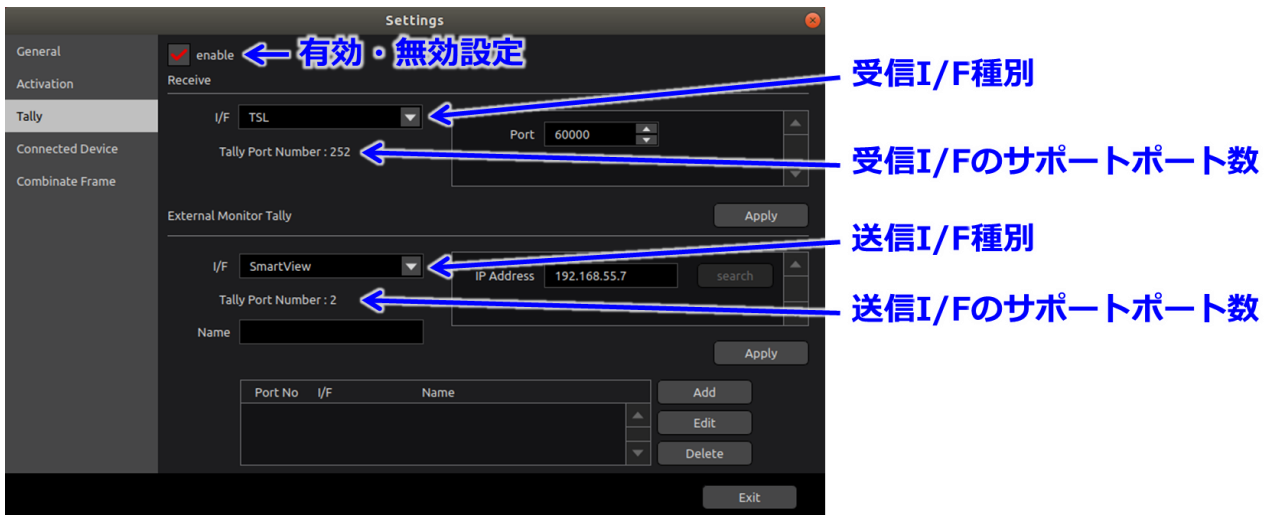 Settings
General
Activation
Tally
Connected Device
Combinate Frame
enable
有効・無効設定
Receive
I/F TSL
Port 60000
Tally Port Number : 252
受信I/F種別
受信I/Fのサポートポート数
External Monitor Tally
Apply
送信I/F種別
I/F SmartView
IP Address 192.168.55.7 search
Tally Port Number : 2
送信I/Fのサポートポート数
Name
Apply
Port No I/F Name
Add
Edit
Delete
Exit